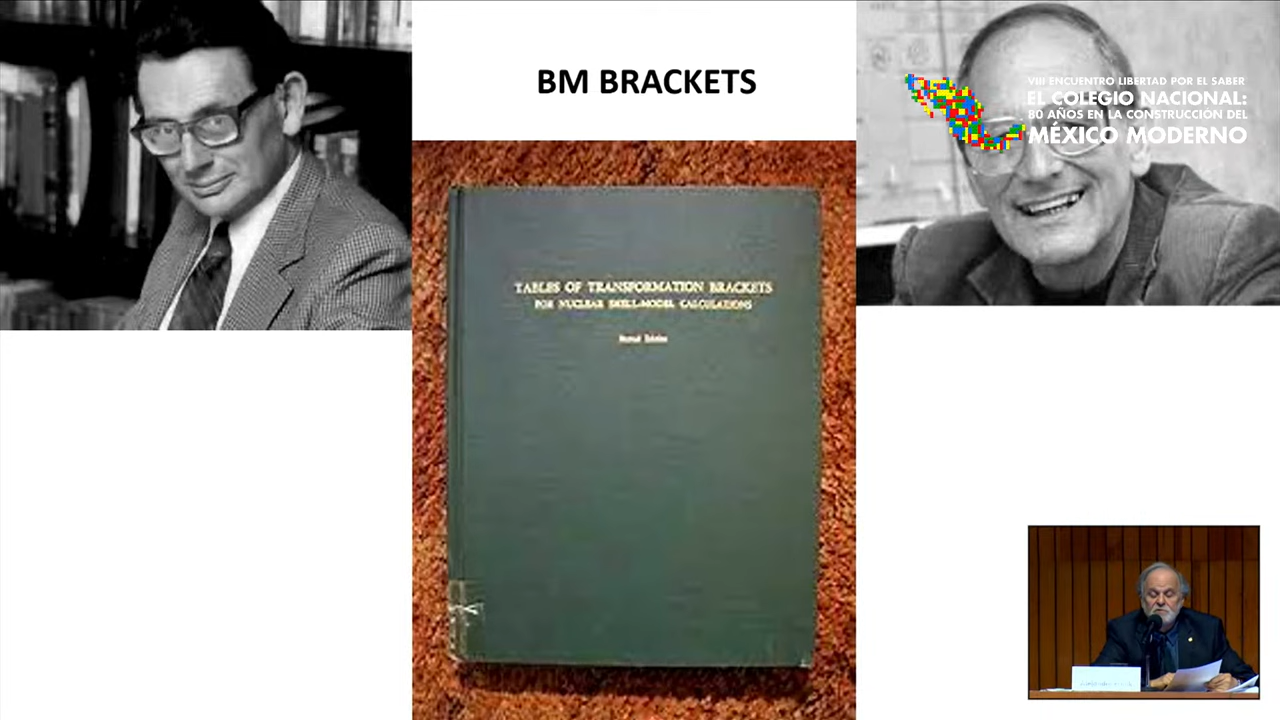 BM BRACKETS
VIII ENCUENTRO LIBERTAD POR EL SABER
EL COLEGIO NACIONAL:
80 AÑOS EN LA CONSTRUCCIÓN DEL
MÉXICO MODERNO
TABLES OF TRANSFORMATION BRACKETS
FOR NUCLEAR SHELL-MODEL CALCULATIONS